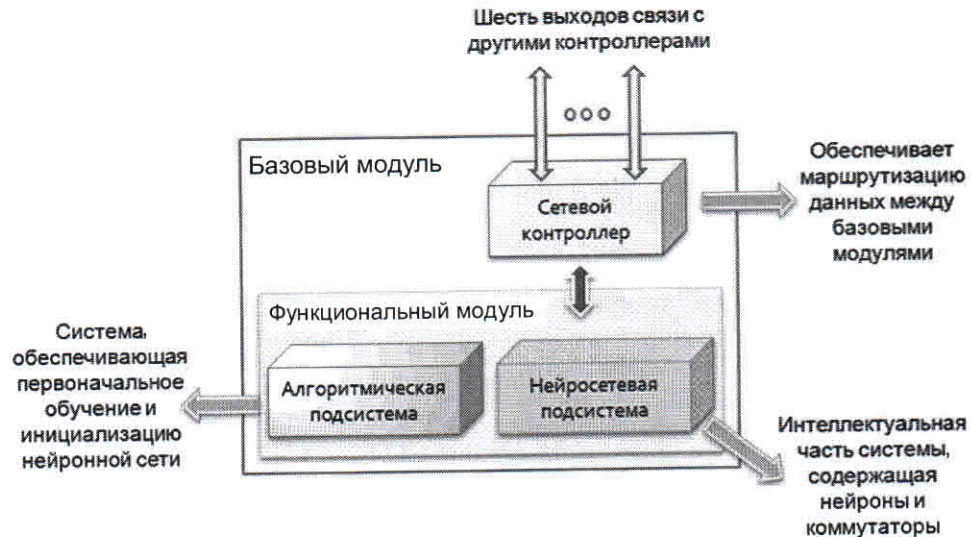 Шесть выходов связи с
другими контроллерами
Базовый модуль
Сетевой
контроллер
Обеспечивает
маршрутизацию
данных между
базовыми
модулями
Функциональный модуль
Система,
обеспечивающая
первоначальное
обучение и
инициализацию
нейронной сети
Алгоритмическая
подсистема
Нейросетевая
подсистема
Интеллектуальная
часть системы,
содержащая
нейроны и
коммутаторы